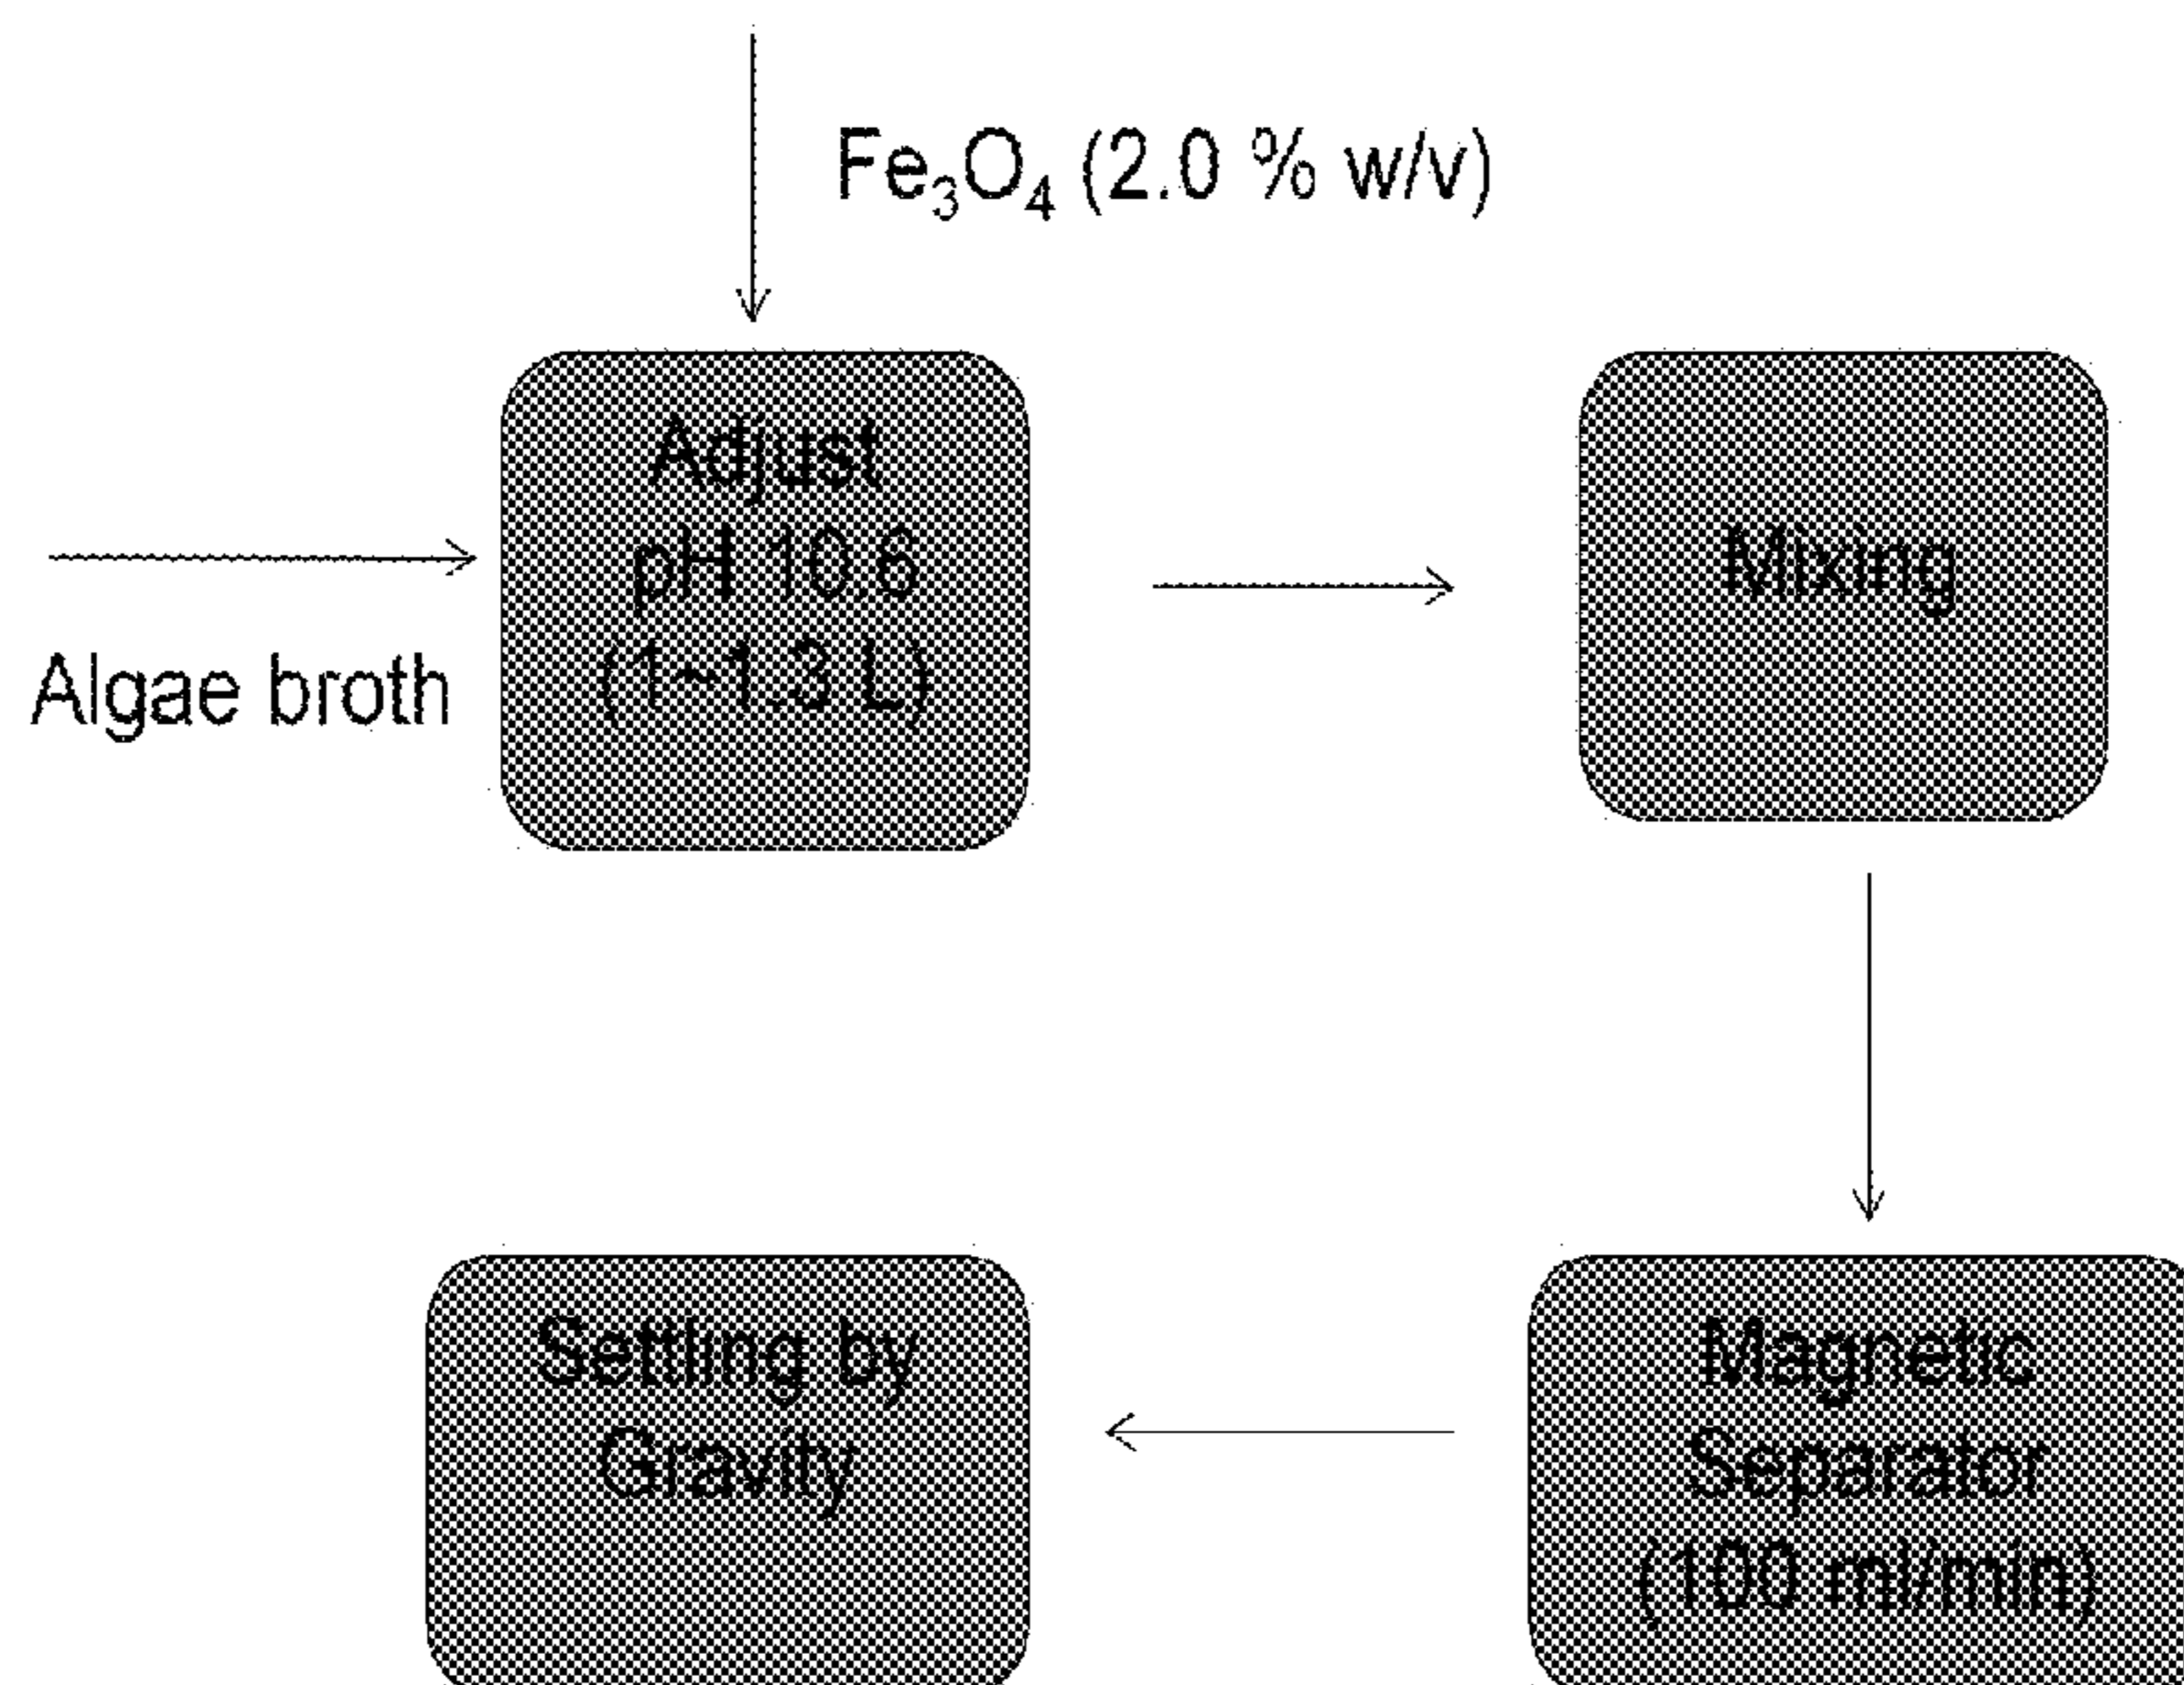 Fe₃O₄ (2.0 % w/v)
Adjust
pH 10.6
(1~1.3 L)
Algae broth
Mixing
Settling by
Gravity
Magnetic
Separator
(100 ml/min)